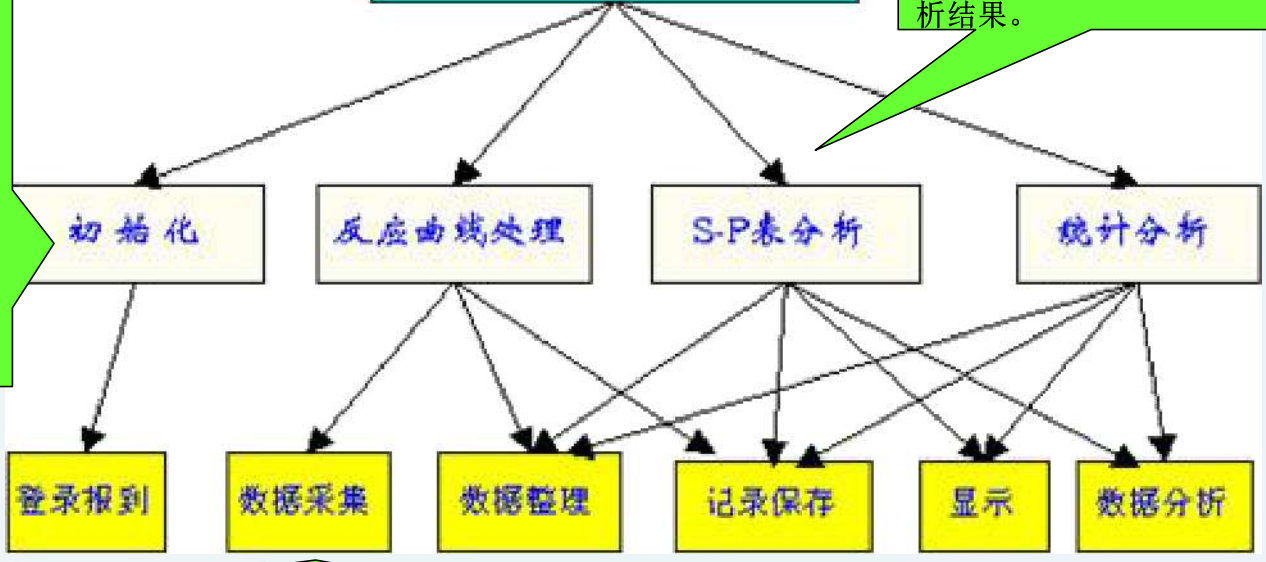 析结果。
初始化
反应曲线处理
S-P表分析
统计分析
登录报到
数据采集
数据整理
记录保存
显示
数据分析